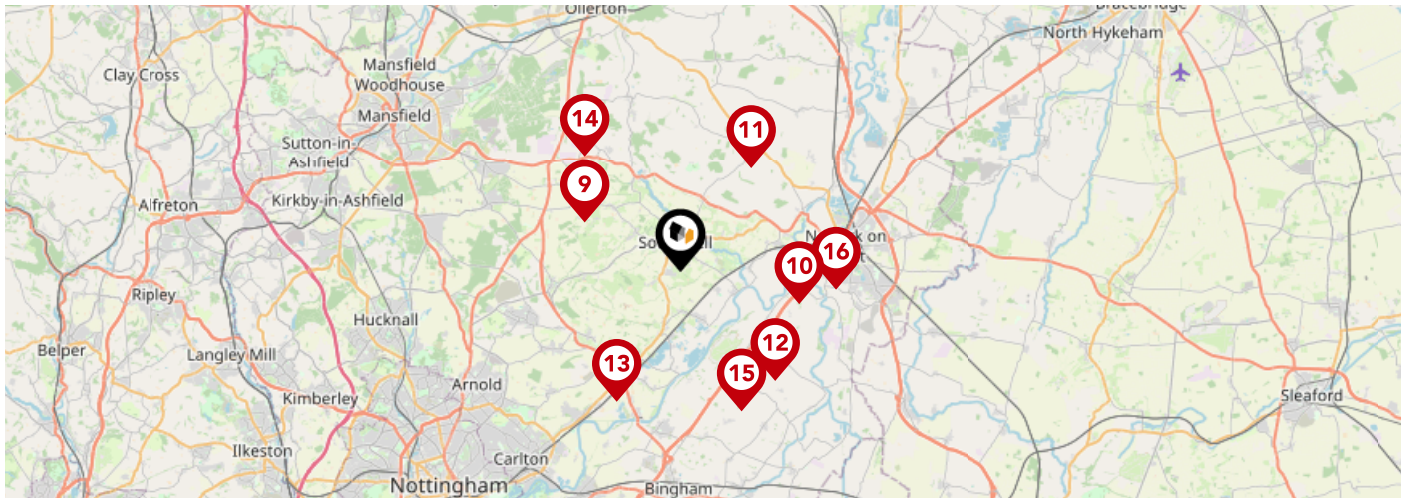 Ollerton
North Hykeham
Clay Cross
Mansfield
Woodhouse
Mansfield
14
11
Sutton-in-
Ashfield
9
Kirkby-in-Ashfield
Alfreton
16
10
Ripley
Hucknall
Belper
Langley Mill
12
13
15
Arnold
Kimberley
Sleaford
Ilkeston
Carlton
Nottingham
Bingham